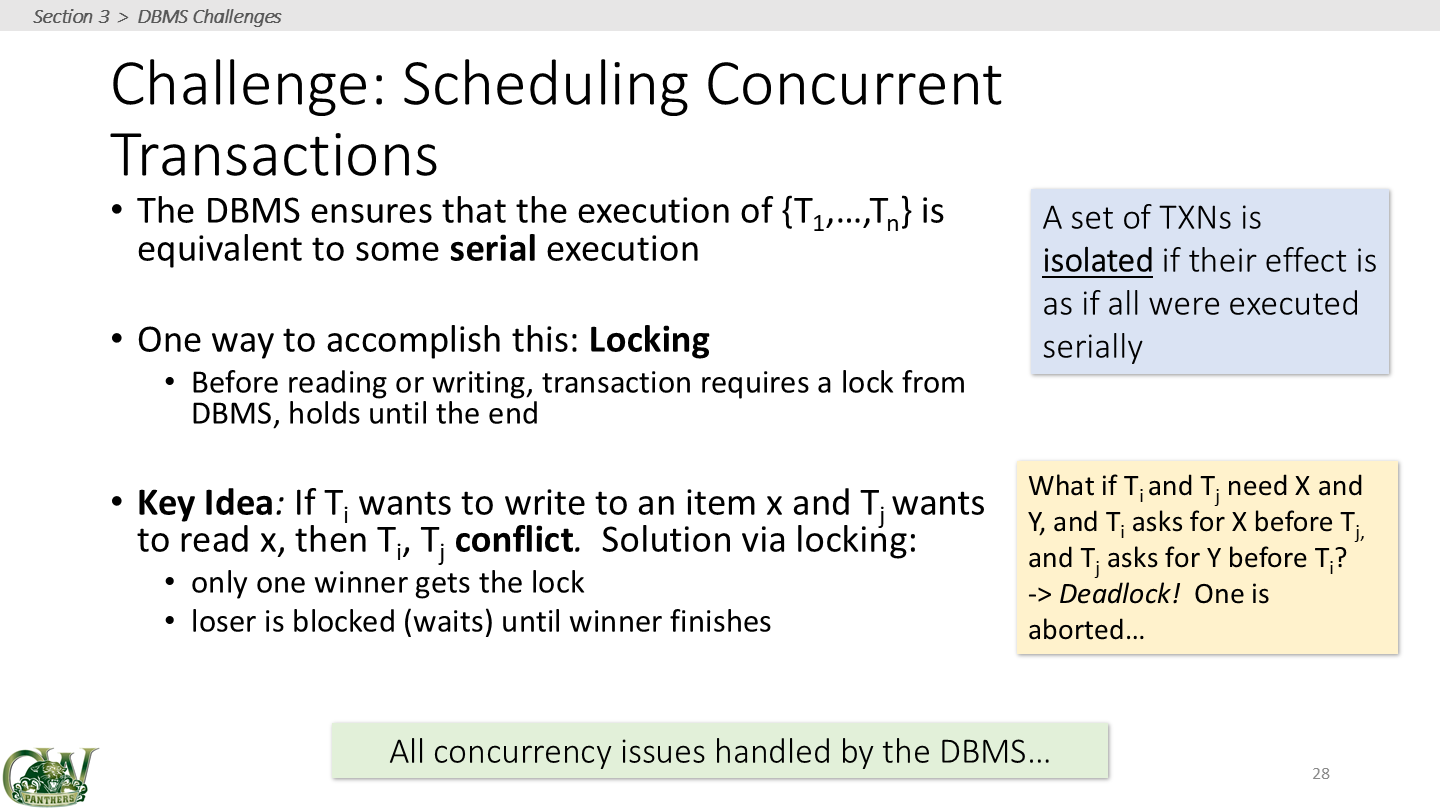 Section 3 > DBMS Challenges
Challenge: Scheduling Concurrent
Transactions
• The DBMS ensures that the execution of {T1,…,Tn} is
equivalent to some serial execution
• One way to accomplish this: Locking
• Before reading or writing, transaction requires a lock from
DBMS, holds until the end
• Key Idea: If Ti wants to write to an item x and Tj wants
to read x, then Ti, Tj conflict. Solution via locking:
• only one winner gets the lock
• loser is blocked (waits) until winner finishes
A set of TXNs is
isolated if their effect is
as if all were executed
serially
What if Ti and Tj need X and
Y, and Ti asks for X before Tj,
and Tj asks for Y before Ti?
-> Deadlock! One is
aborted…
All concurrency issues handled by the DBMS…
OW
PANTHERS
28